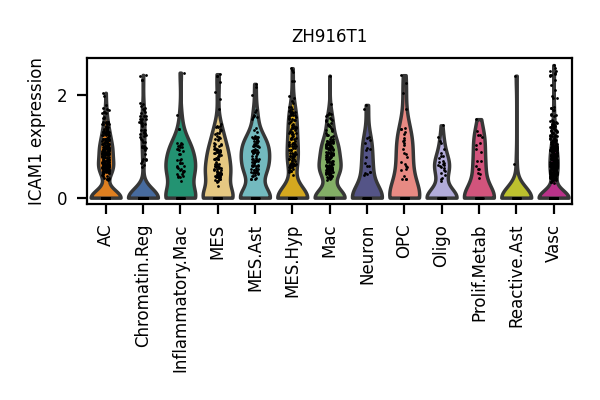 ZH916T1
ICAM1 expression
2
0
AC
Chromatin.Reg
Inflammatory.Mac
MES
MES.Ast
MES.Hyp
Mac
Neuron
OPC
Oligo
Prolif.Metab
Reactive.Ast
Vasc